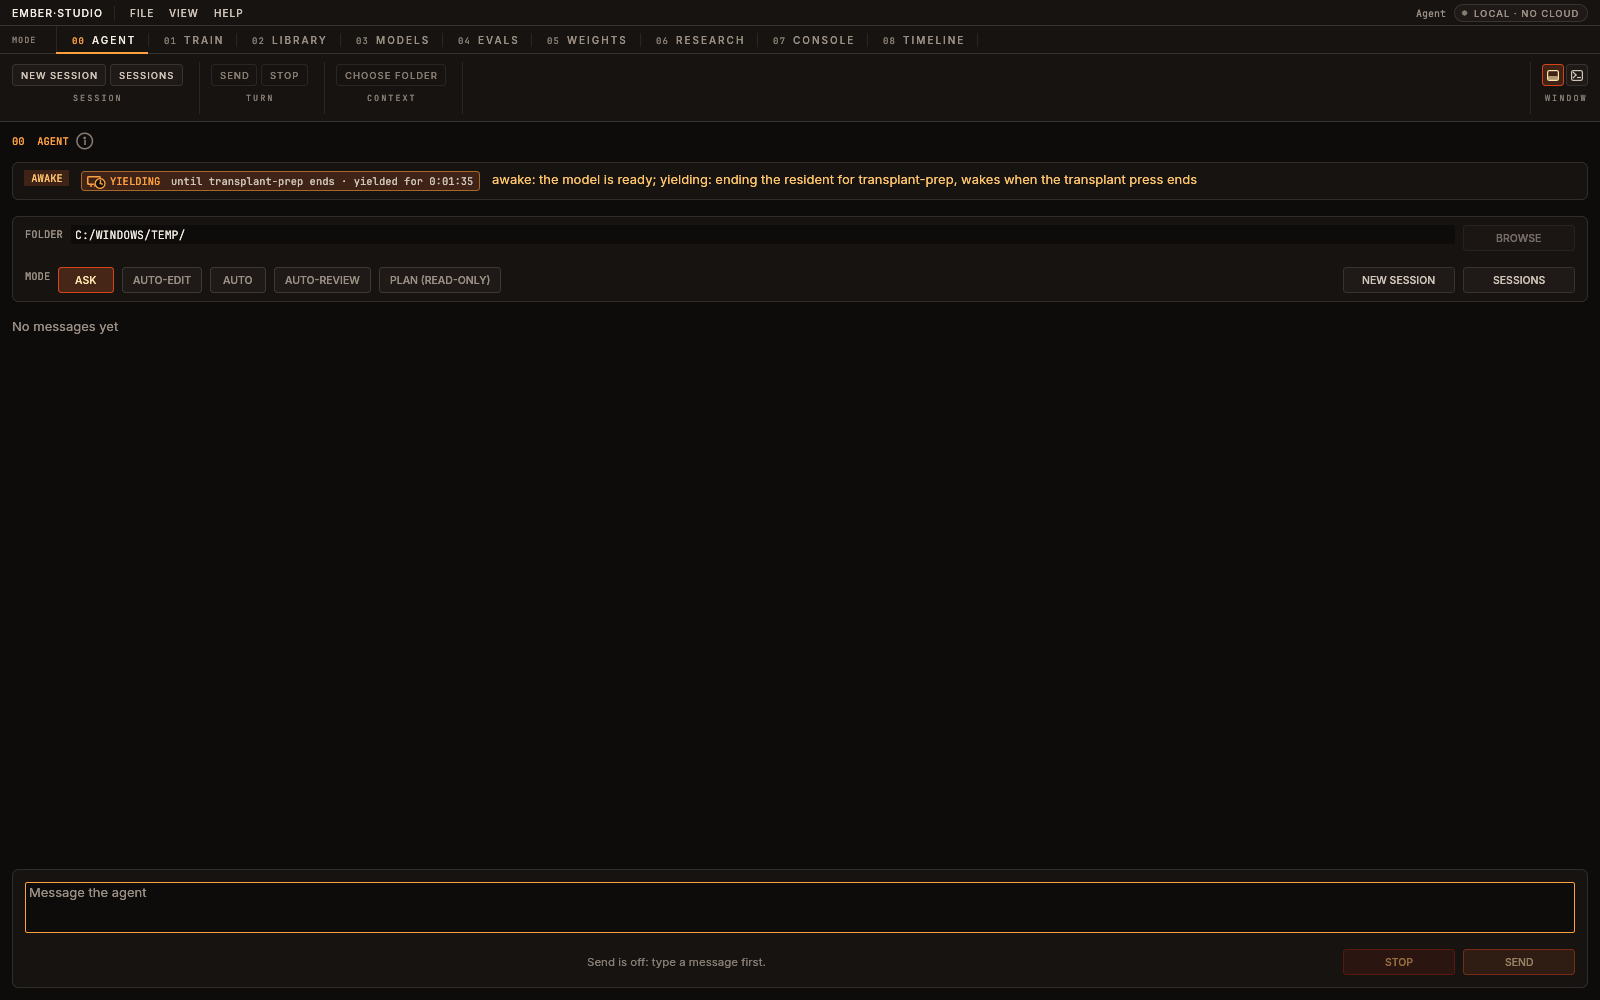 EMBER·STUDIO FILE VIEW HELP Agent LOCAL · NO CLOUD
MODE 00 AGENT 01 TRAIN 02 LIBRARY 03 MODELS 04 EVALS 05 WEIGHTS 06 RESEARCH 07 CONSOLE 08 TIMELINE
NEW SESSION SESSIONS SEND STOP CHOOSE FOLDER
SESSION TURN CONTEXT WINDOW
00 AGENT
AWAKE YIELDING until transplant-prep ends · yielded for 0:01:35 awake: the model is ready; yielding: ending the resident for transplant-prep, wakes when the transplant press ends
FOLDER C:/WINDOWS/TEMP/ BROWSE
MODE ASK AUTO-EDIT AUTO AUTO-REVIEW PLAN (READ-ONLY) NEW SESSION SESSIONS
No messages yet
Message the agent
Send is off: type a message first. STOP SEND